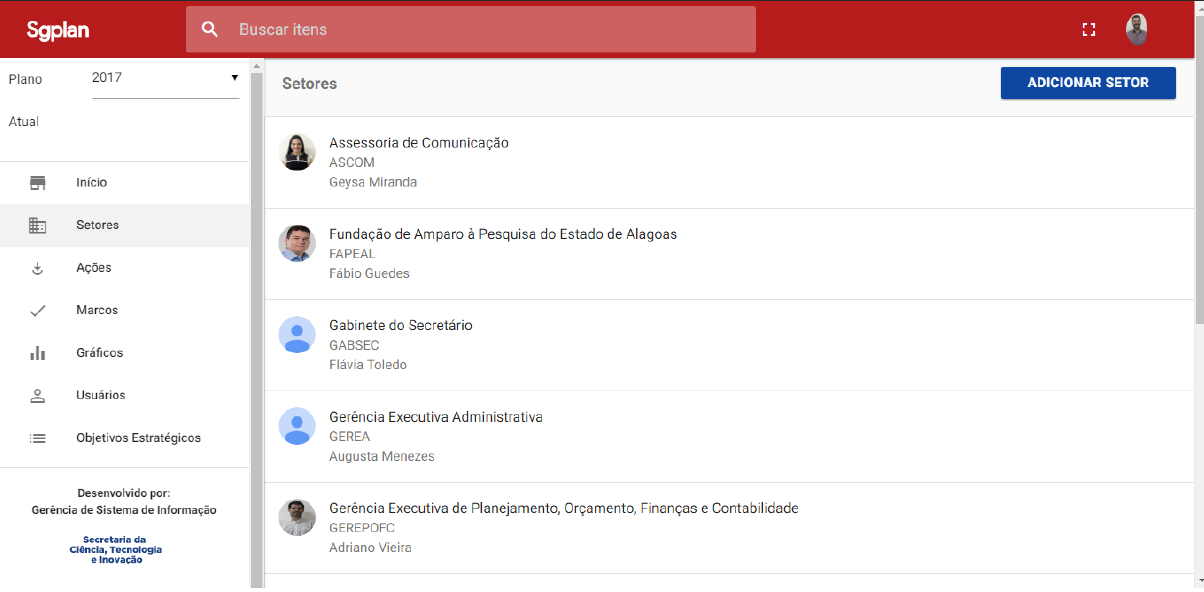 Sgplan
Buscar itens
Plano
2017
Atual
Início
Setores
Ações
Marcos
Gráficos
Usuários
Objetivos Estratégicos
Desenvolvido por:
Gerência de Sistema de Informação
Secretaria da
Ciência, Tecnologia
e Inovação
Setores
ADICIONAR SETOR
Assessoria de Comunicação
ASCOM
Geysa Miranda
Fundação de Amparo à Pesquisa do Estado de Alagoas
FAPEAL
Fábio Guedes
Gabinete do Secretário
GABSEC
Flávia Toledo
Gerência Executiva Administrativa
GEREA
Augusta Menezes
Gerência Executiva de Planejamento, Orçamento, Finanças e Contabilidade
GEREPOFC
Adriano Vieira